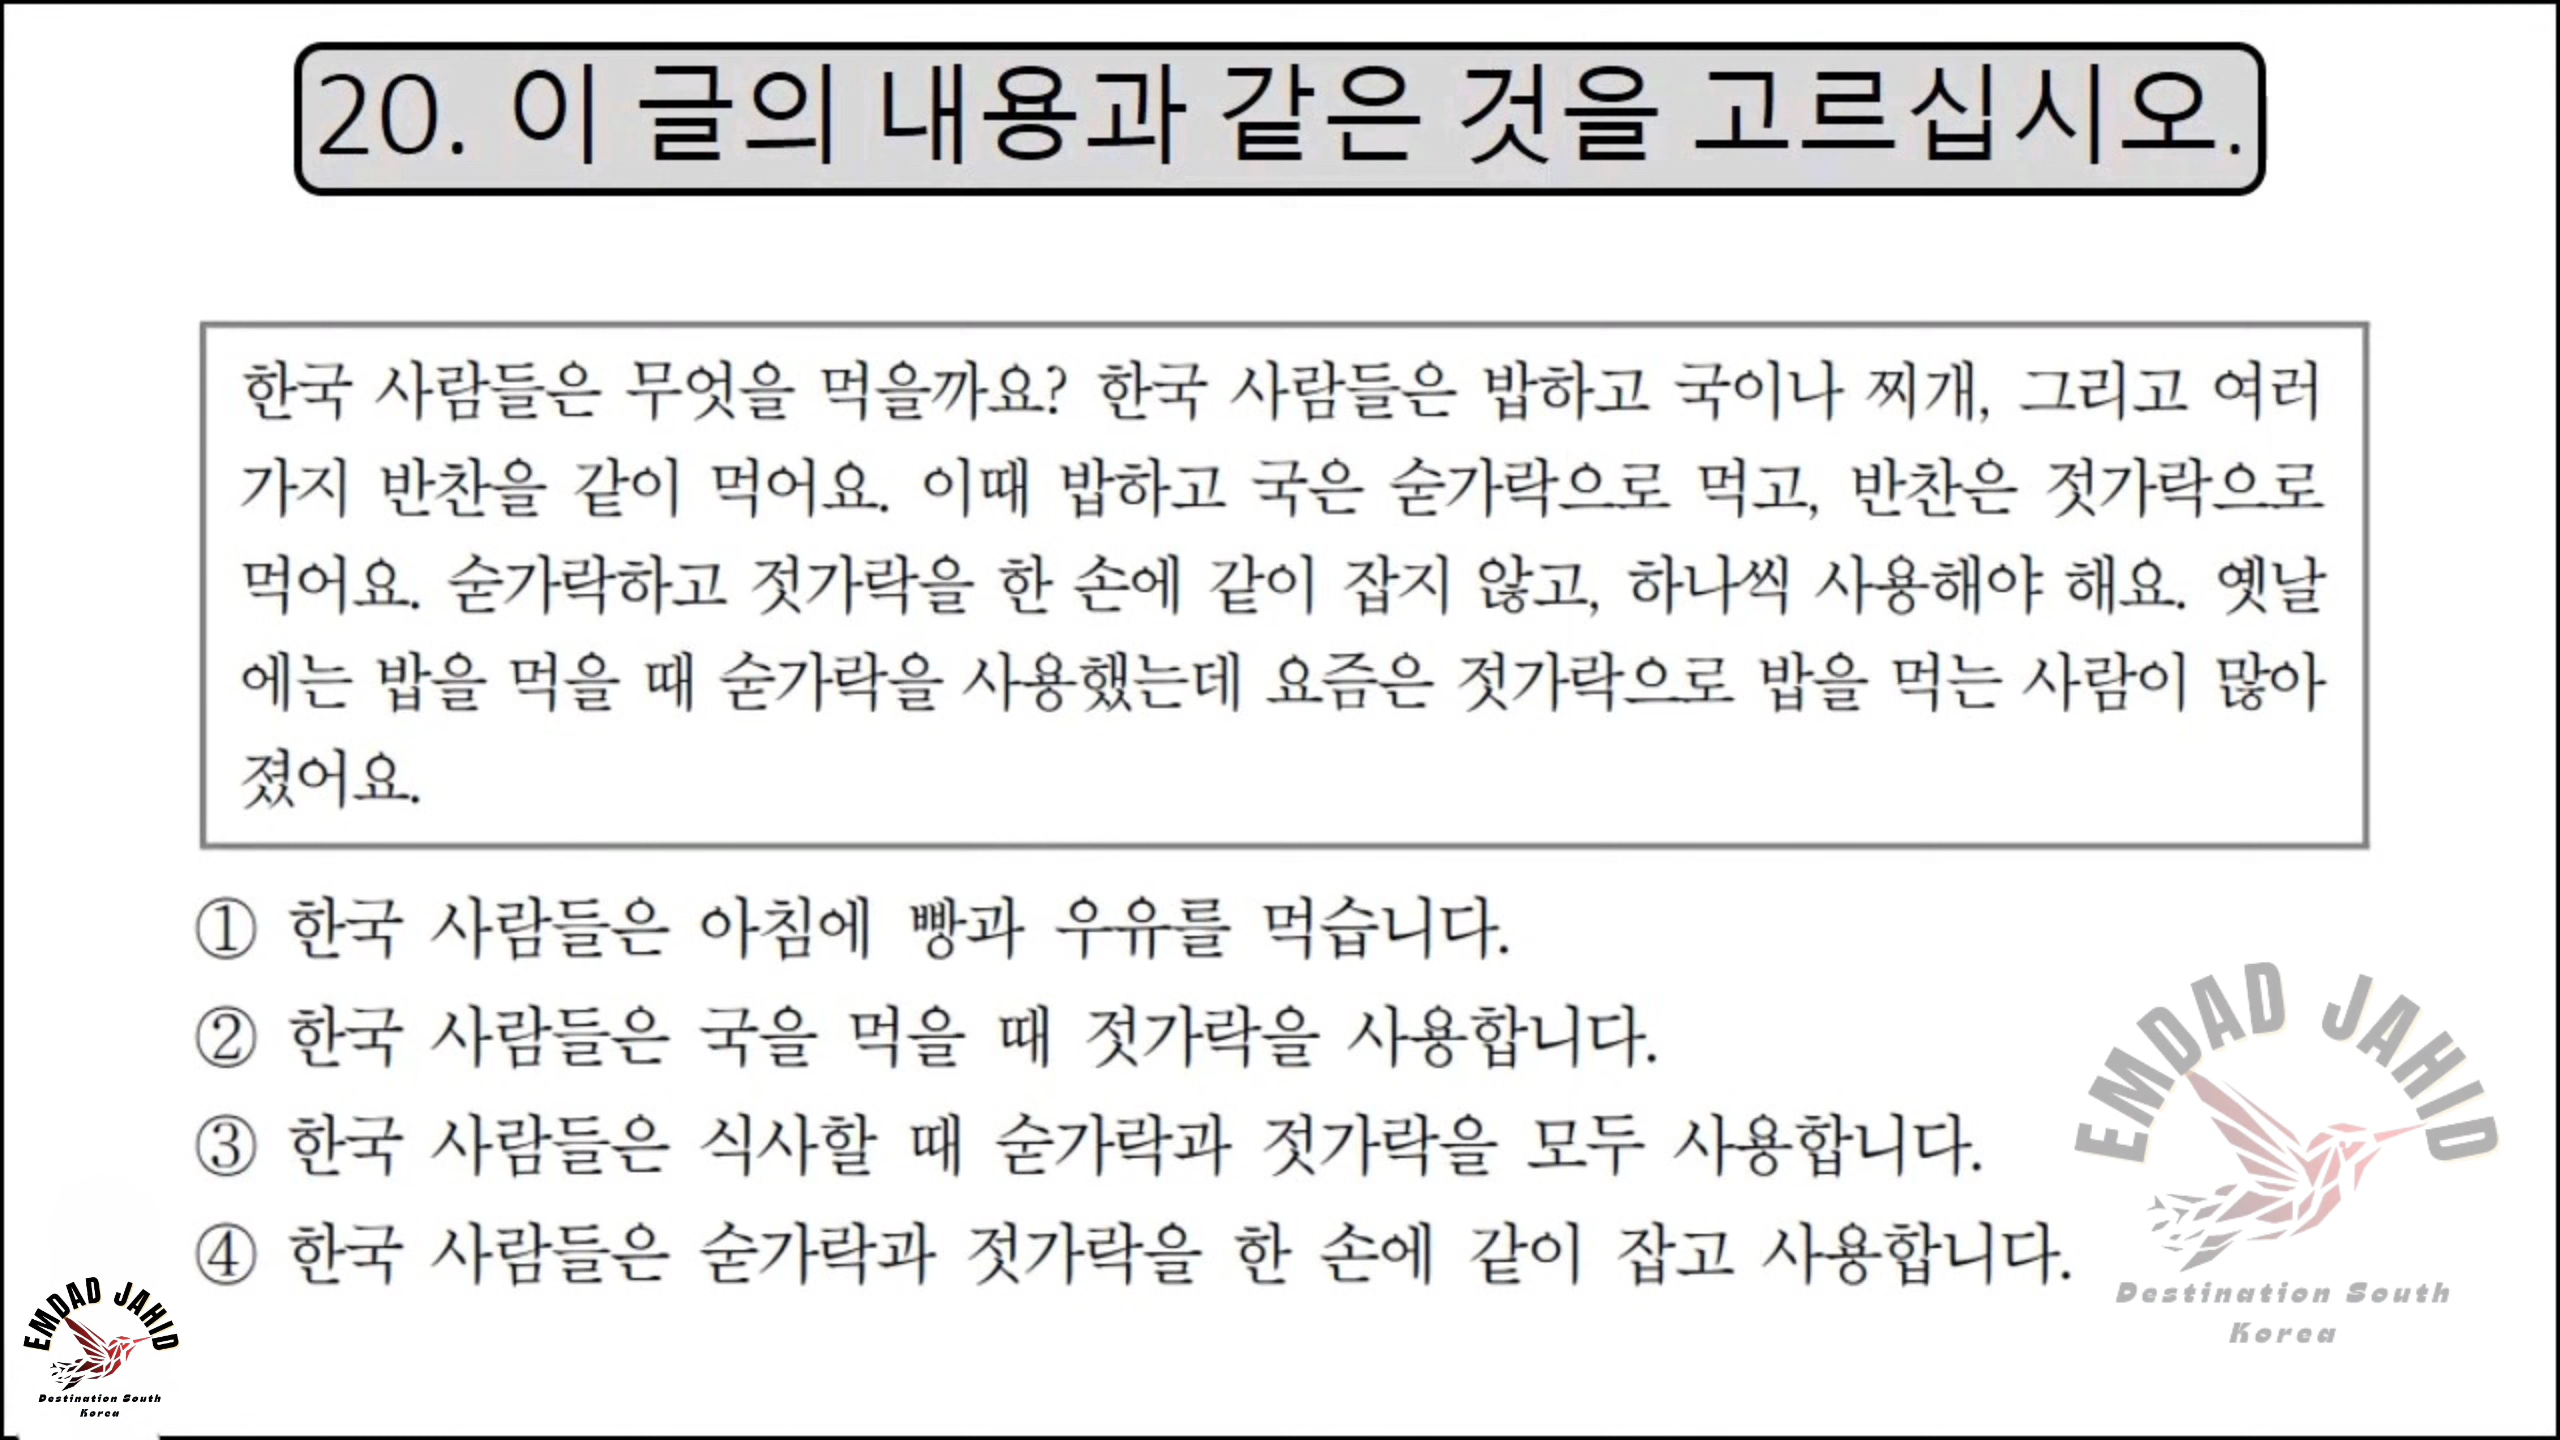 20. 이 글의 내용과 같은 것을 고르십시오.
한국 사람들은 무엇을 먹을까요? 한국 사람들은 밥하고 국이나 찌개, 그리고 여러
가지 반찬을 같이 먹어요. 이때 밥하고 국은 숟가락으로 먹고, 반찬은 젓가락으로
먹어요. 숟가락하고 젓가락을 한 손에 같이 잡지 않고, 하나씩 사용해야 해요. 옛날
에는 밥을 먹을 때 숟가락을 사용했는데 요즘은 젓가락으로 밥을 먹는 사람이 많아
졌어요.
① 한국 사람들은 아침에 빵과 우유를 먹습니다.
② 한국 사람들은 국을 먹을 때 젓가락을 사용합니다.
③ 한국 사람들은 식사할 때 숟가락과 젓가락을 모두 사용합니다.
④ 한국 사람들은 숟가락과 젓가락을 한 손에 같이 잡고 사용합니다.
EMDAD JAHID
Destination South
Korea
EMDAD JAHID
Destination South
Korea